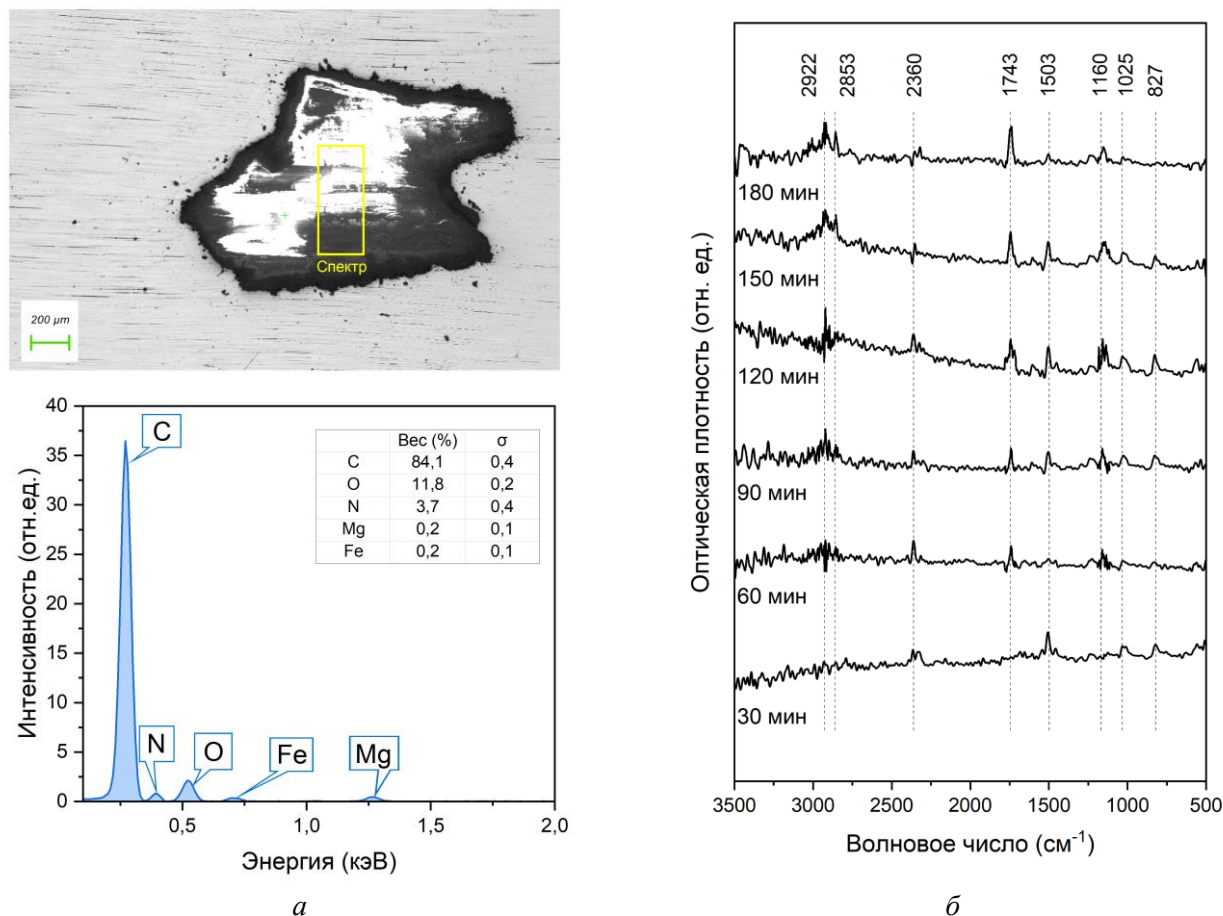 Спектр
200 μm
Интенсивность (отн.ед.)
40
35
30
25
20
15
10
5
0
C
N
O
Fe
Mg
Вес (%) σ
C 84,1 0,4
O 11,8 0,2
N 3,7 0,4
Mg 0,2 0,1
Fe 0,2 0,1
0,5 1,0 1,5 2,0
Энергия (кэВ)
а
Оптическая плотность (отн. ед.)
2922 2853 2360 1743 1503 1160 1025 827
180 мин
150 мин
120 мин
90 мин
60 мин
30 мин
3500 3000 2500 2000 1500 1000 500
Волновое число (см⁻¹)
б